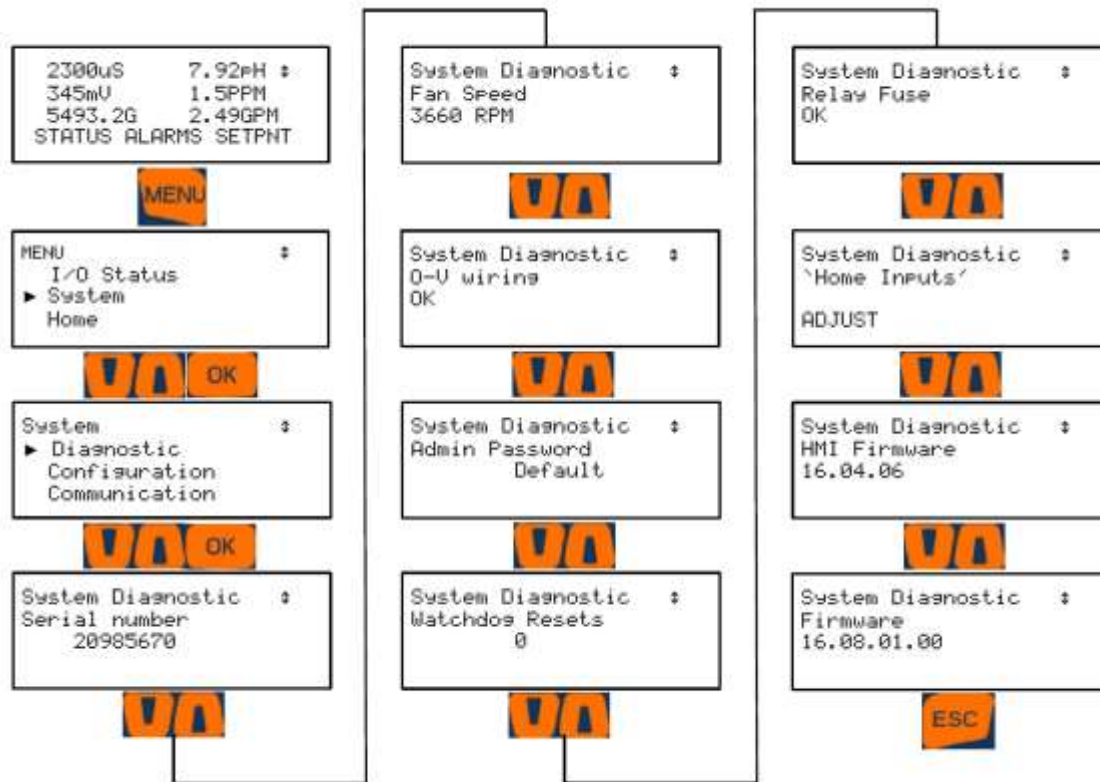 2300uS 7.92pH
345mV 1.5PPM
5493.2G 2.49GPM
STATUS ALARMS SETPNT
MENU
MENU
I/O Status
► System
Home
OK
System
► Diagnostic
Configuration
Communication
OK
System Diagnostic
Serial number
20985670
System Diagnostic
Fan Speed
3660 RPM
System Diagnostic
O-V wiring
OK
System Diagnostic
Admin Password
Default
System Diagnostic
Watchdog Resets
0
System Diagnostic
Relay Fuse
OK
System Diagnostic
`Home Inputs´
ADJUST
System Diagnostic
HMI Firmware
16.04.06
System Diagnostic
Firmware
16.08.01.00
ESC